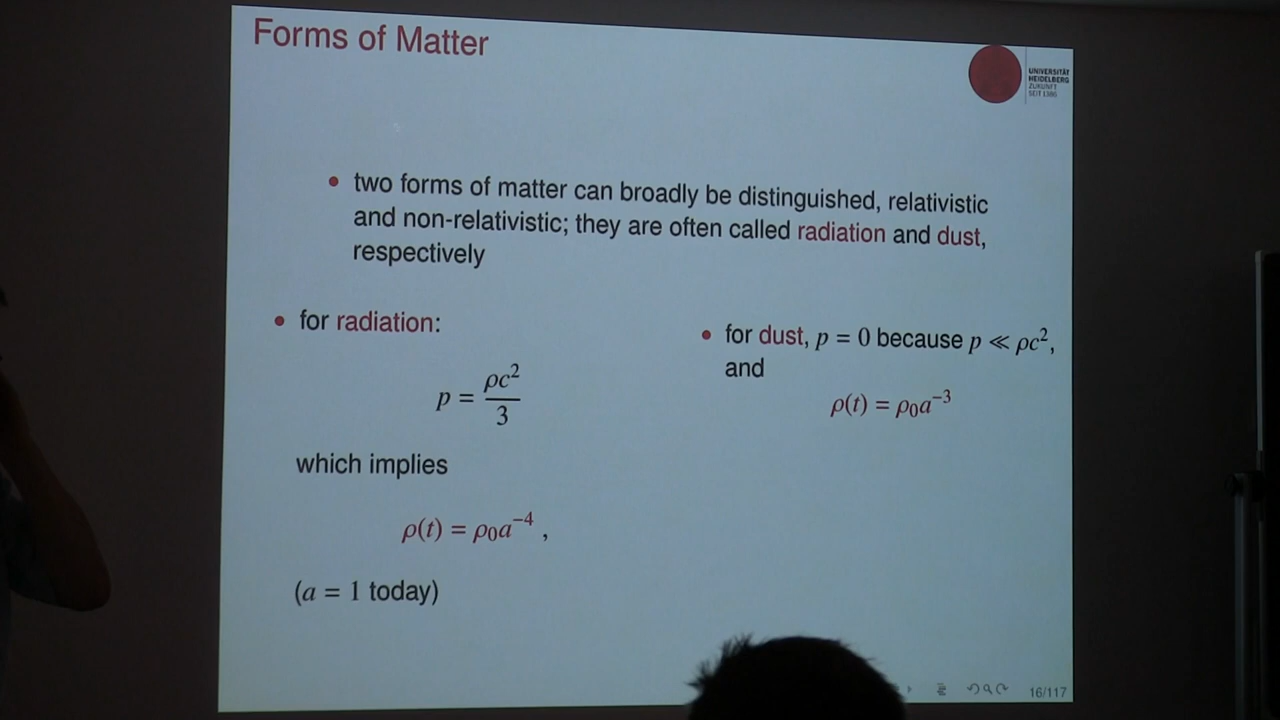 Forms of Matter
UNIVERSITÄT
HEIDELBERG
ZUKUNFT
SEIT 1386
• two forms of matter can broadly be distinguished, relativistic
and non-relativistic; they are often called radiation and dust,
respectively
• for radiation:
p = ρc²/3
which implies
ρ(t) = ρ₀a⁻⁴ ,
(a = 1 today)
• for dust, p = 0 because p ≪ ρc²,
and
ρ(t) = ρ₀a⁻³
16/117